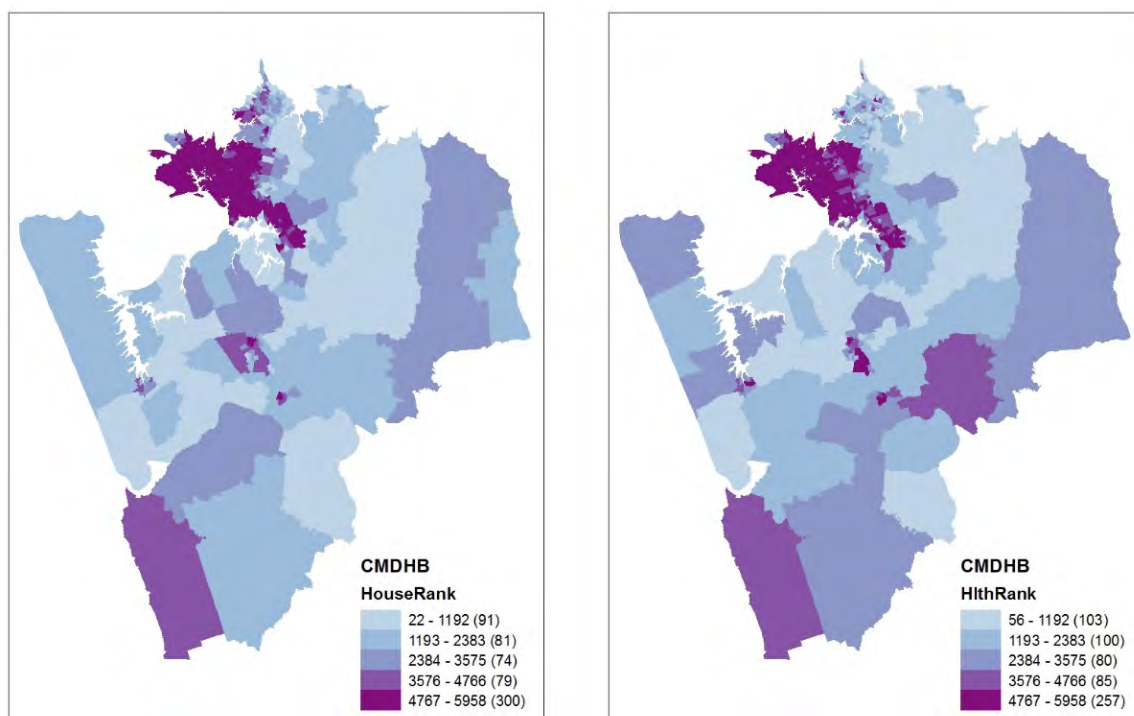 CMDHB
HouseRank
22 - 1192 (91)
1193 - 2383 (81)
2384 - 3575 (74)
3576 - 4766 (79)
4767 - 5958 (300)
CMDHB
HlthRank
56 - 1192 (103)
1193 - 2383 (100)
2384 - 3575 (80)
3576 - 4766 (85)
4767 - 5958 (257)